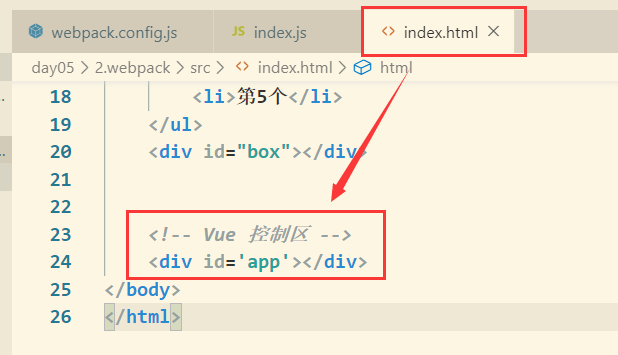 webpack.config.js
JS index.js
<> index.html ×
day05 > 2.webpack > src > <> index.html > html
18 <li>第5个</li>
19 </ul>
20 <div id="box"></div>
21
22
23 <!-- Vue 控制区 -->
24 <div id='app'></div>
25 </body>
26 </html>